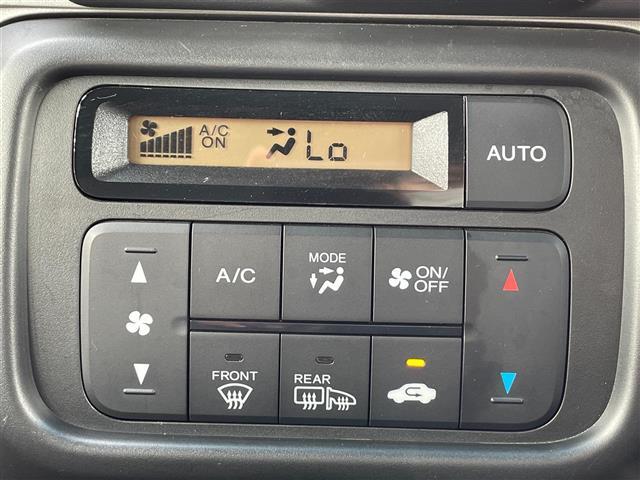 A/C
ON
Lo
AUTO
A/C
MODE
ON/
OFF
FRONT
REAR